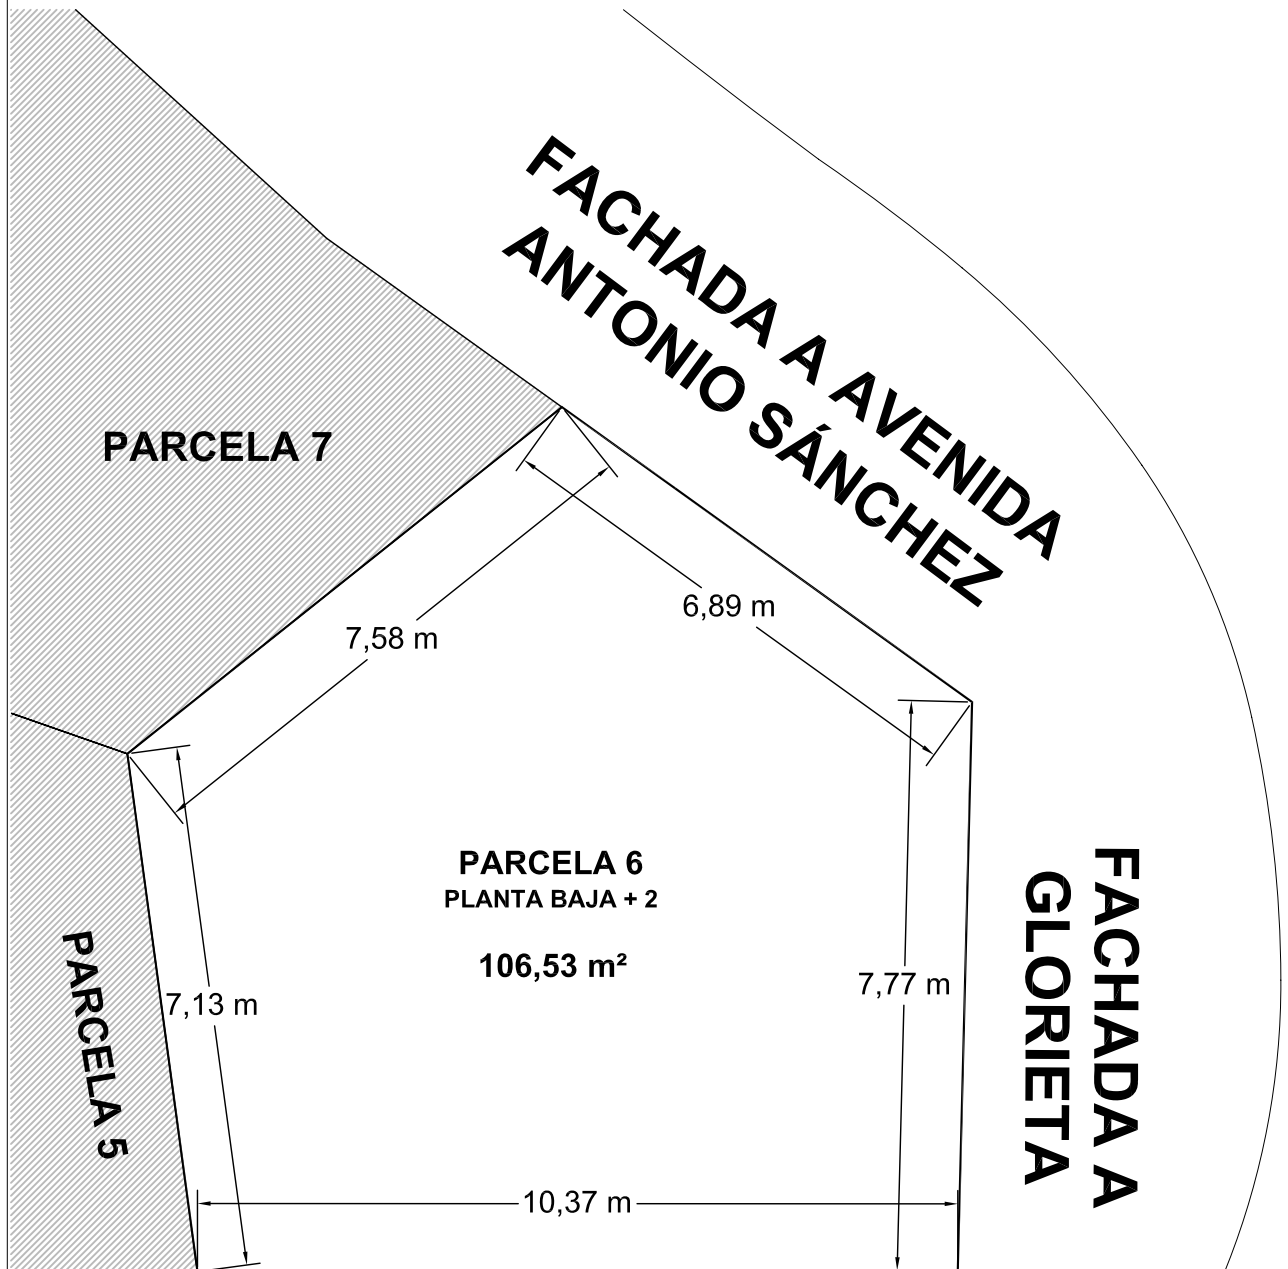 FACHADA A AVENIDA
ANTONIO SÁNCHEZ
PARCELA 7
6,89 m
7,58 m
PARCELA 6
PLANTA BAJA + 2
106,53 m²
7,77 m
7,13 m
PARCELA 5
FACHADA A
GLORIETA
10,37 m